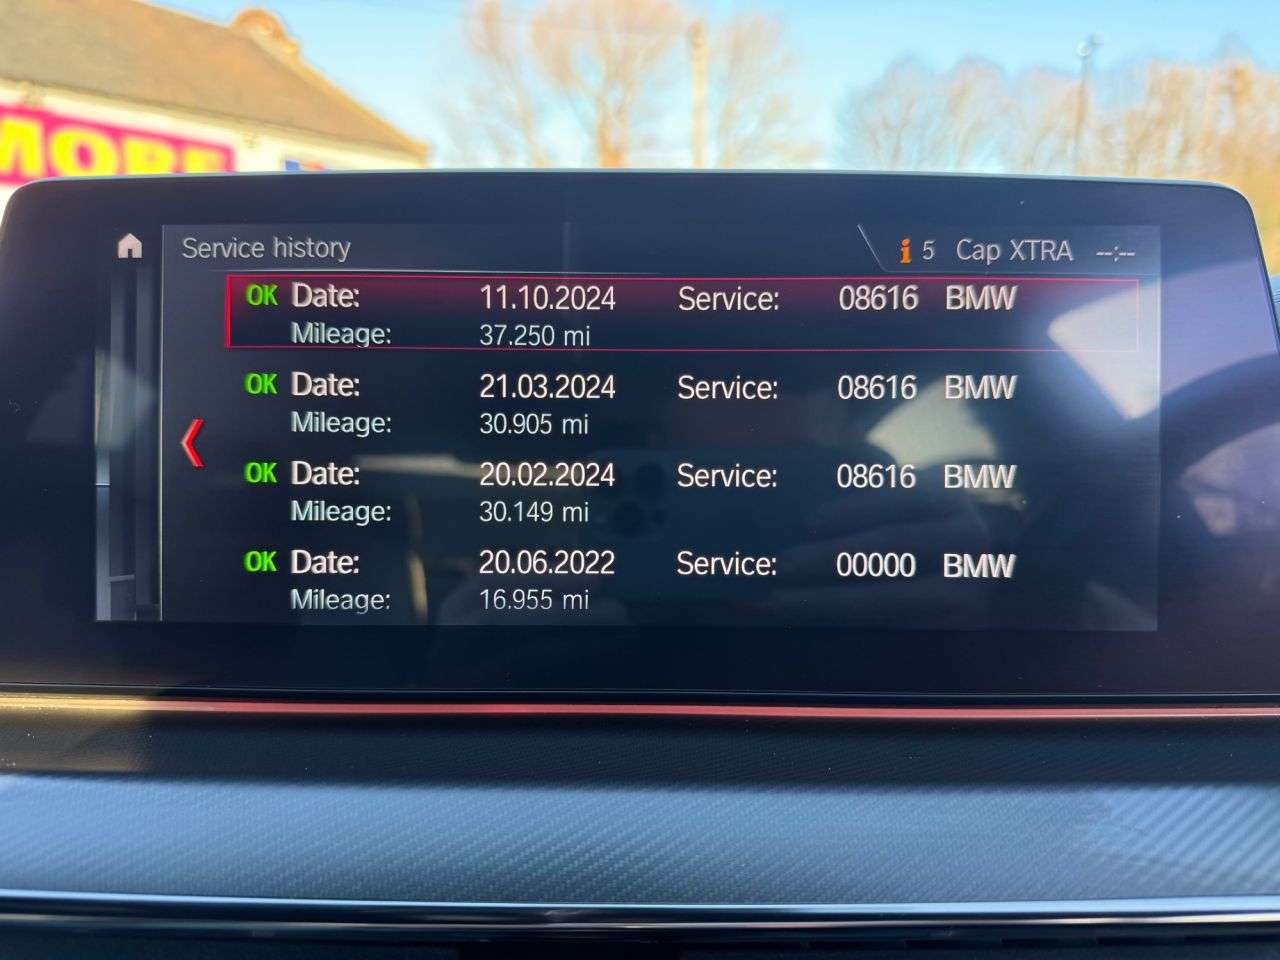 MORE
Service history
i 5 Cap XTRA --:--
OK Date: 11.10.2024 Service: 08616 BMW
Mileage: 37.250 mi
OK Date: 21.03.2024 Service: 08616 BMW
Mileage: 30.905 mi
OK Date: 20.02.2024 Service: 08616 BMW
Mileage: 30.149 mi
OK Date: 20.06.2022 Service: 00000 BMW
Mileage: 16.955 mi